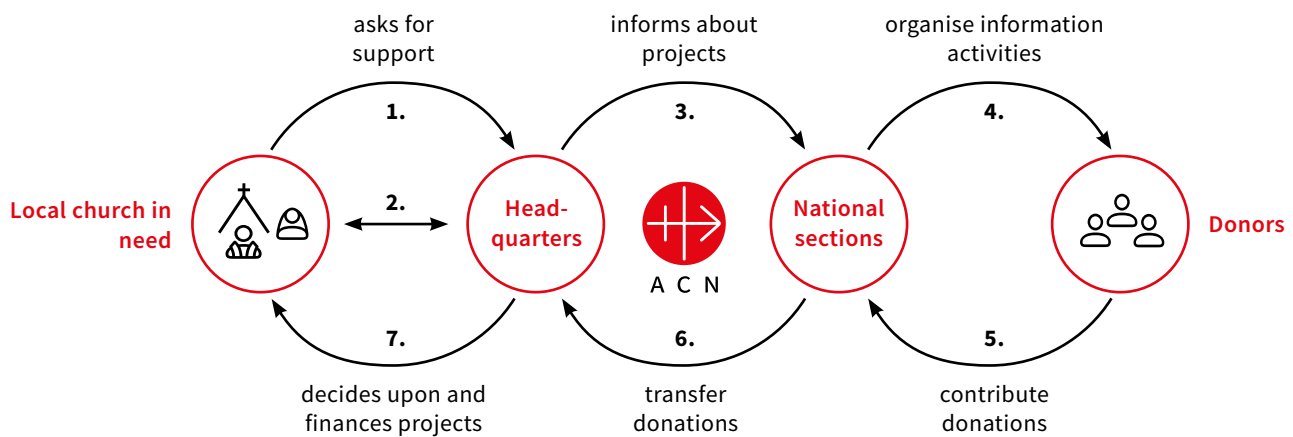 asks for
support
informs about
projects
organise information
activities
1.
3.
4.
Local church in
need
2.
Head-
quarters
A C N
National
sections
Donors
7.
6.
5.
decides upon and
finances projects
transfer
donations
contribute
donations